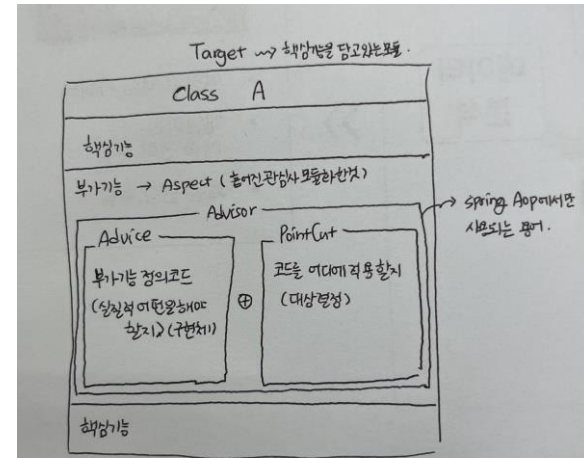 Target ~> 핵심기능을 담고있는모듈.
Class A
핵심기능
부가기능 → Aspect (흩어진관심사 모듈화한것)
Advisor
Advice
부가기능 정의코드
(실질적 어떤일을해야
할지)(구현체)
⊕
PointCut
코드를 어디에 적용할지
(대상결정)
→ spring Aop에서만
사용되는 용어.
핵심기능